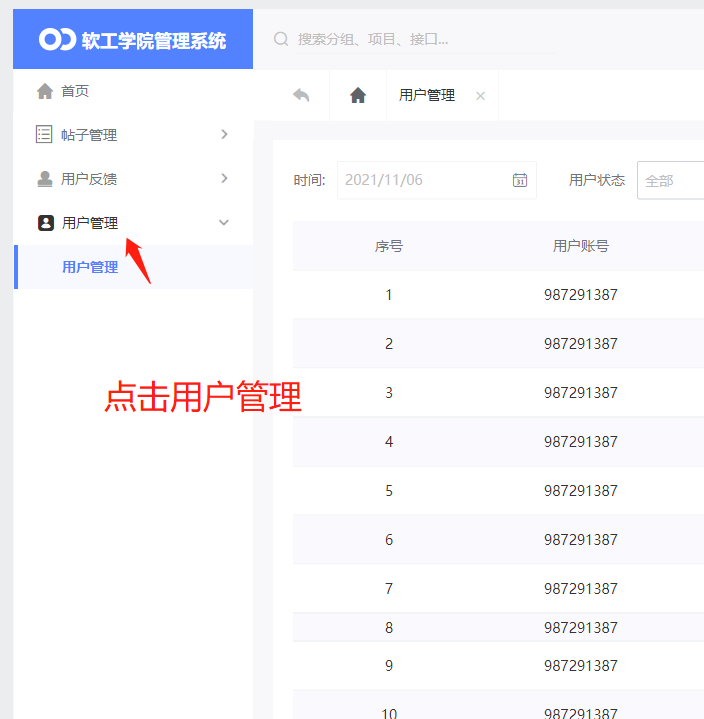 软工学院管理系统
搜索分组、项目、接口...
首页
帖子管理
用户反馈
用户管理
用户管理
点击用户管理
用户管理
时间:
2021/11/06
用户状态
全部
序号 用户账号
1 987291387
2 987291387
3 987291387
4 987291387
5 987291387
6 987291387
7 987291387
8 987291387
9 987291387
10 987291387